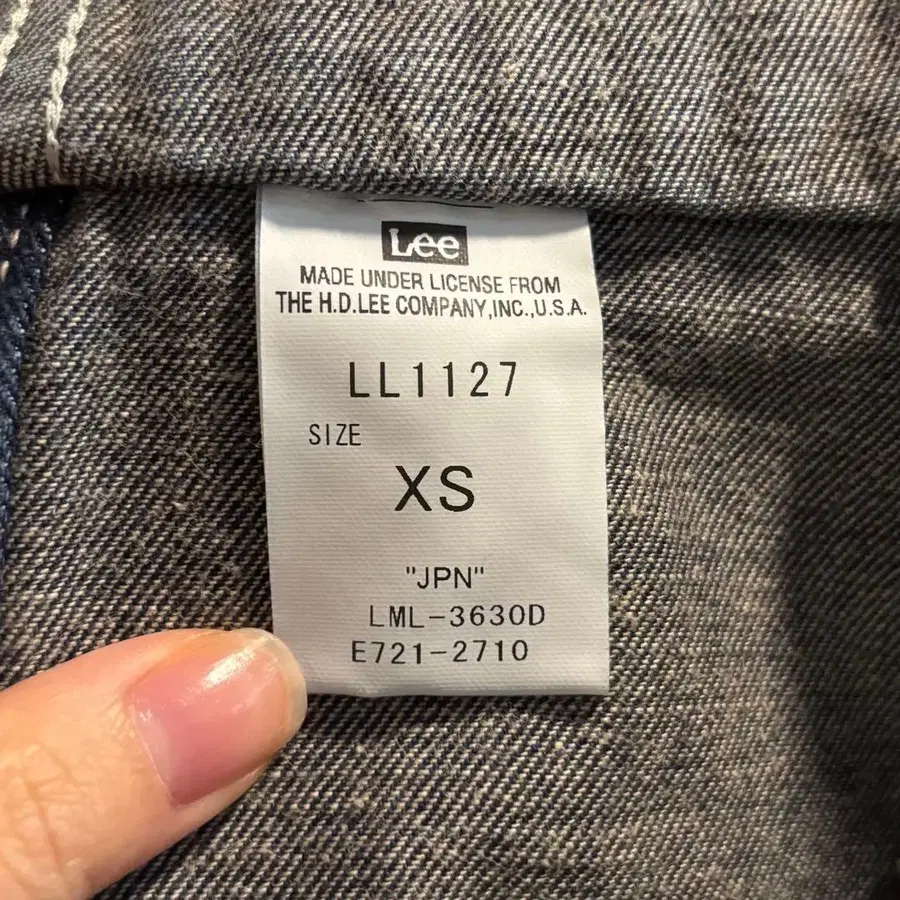 Lee
MADE UNDER LICENSE FROM
THE H.D.LEE COMPANY,INC.,U.S.A.
LL1127
SIZE
XS
"JPN"
LML-3630D
E721-2710